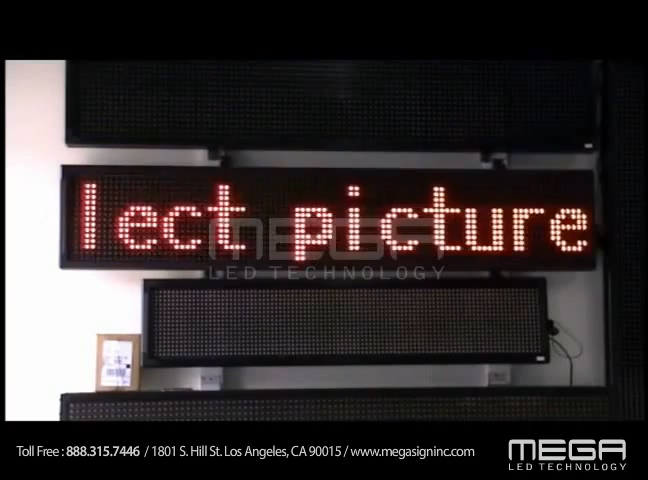 lect picture
MEGA
LED TECHNOLOGY
Toll Free : 888.315.7446 / 1801 S. Hill St. Los Angeles, CA 90015 / www.megasigninc.com
MEGA
LED TECHNOLOGY